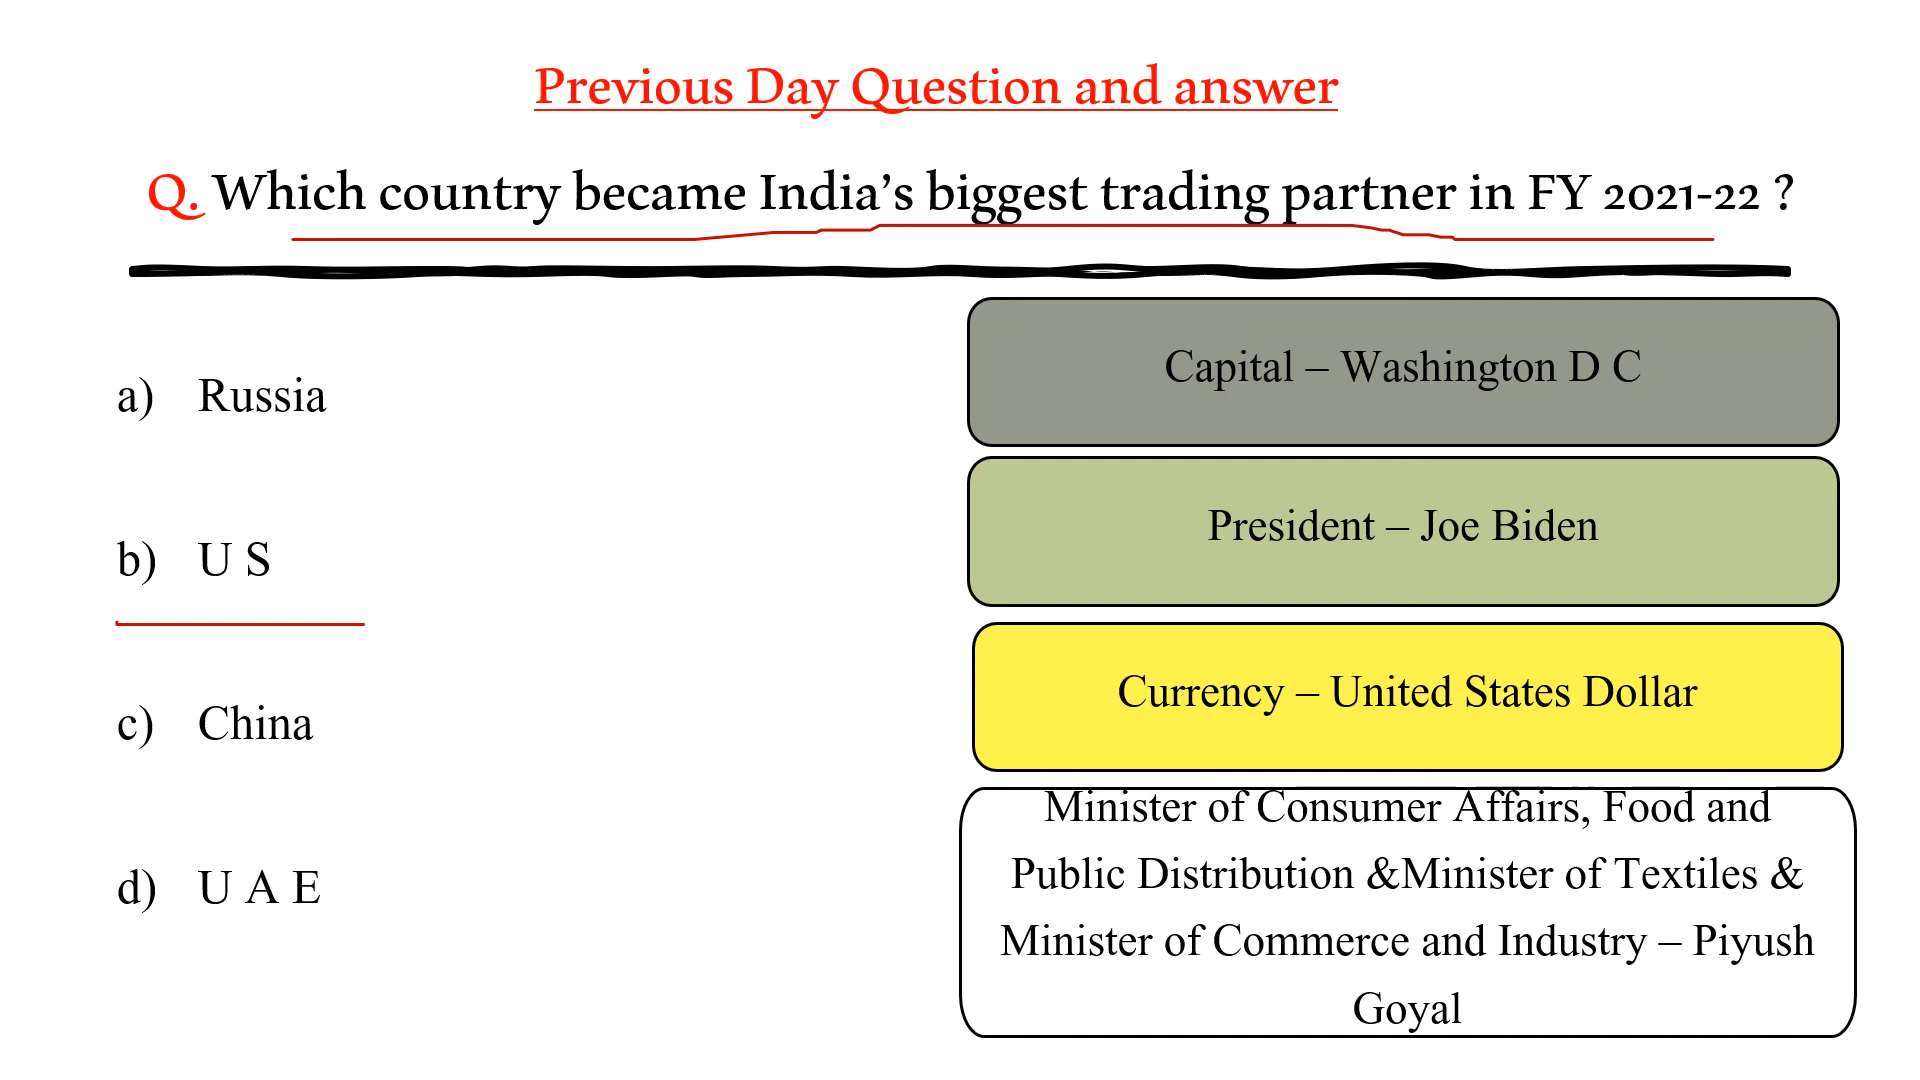 Previous Day Question and answer
Q. Which country became India’s biggest trading partner in FY 2021-22 ?
a) Russia
b) U S
c) China
d) U A E
Capital – Washington D C
President – Joe Biden
Currency – United States Dollar
Minister of Consumer Affairs, Food and
Public Distribution &Minister of Textiles &
Minister of Commerce and Industry – Piyush
Goyal